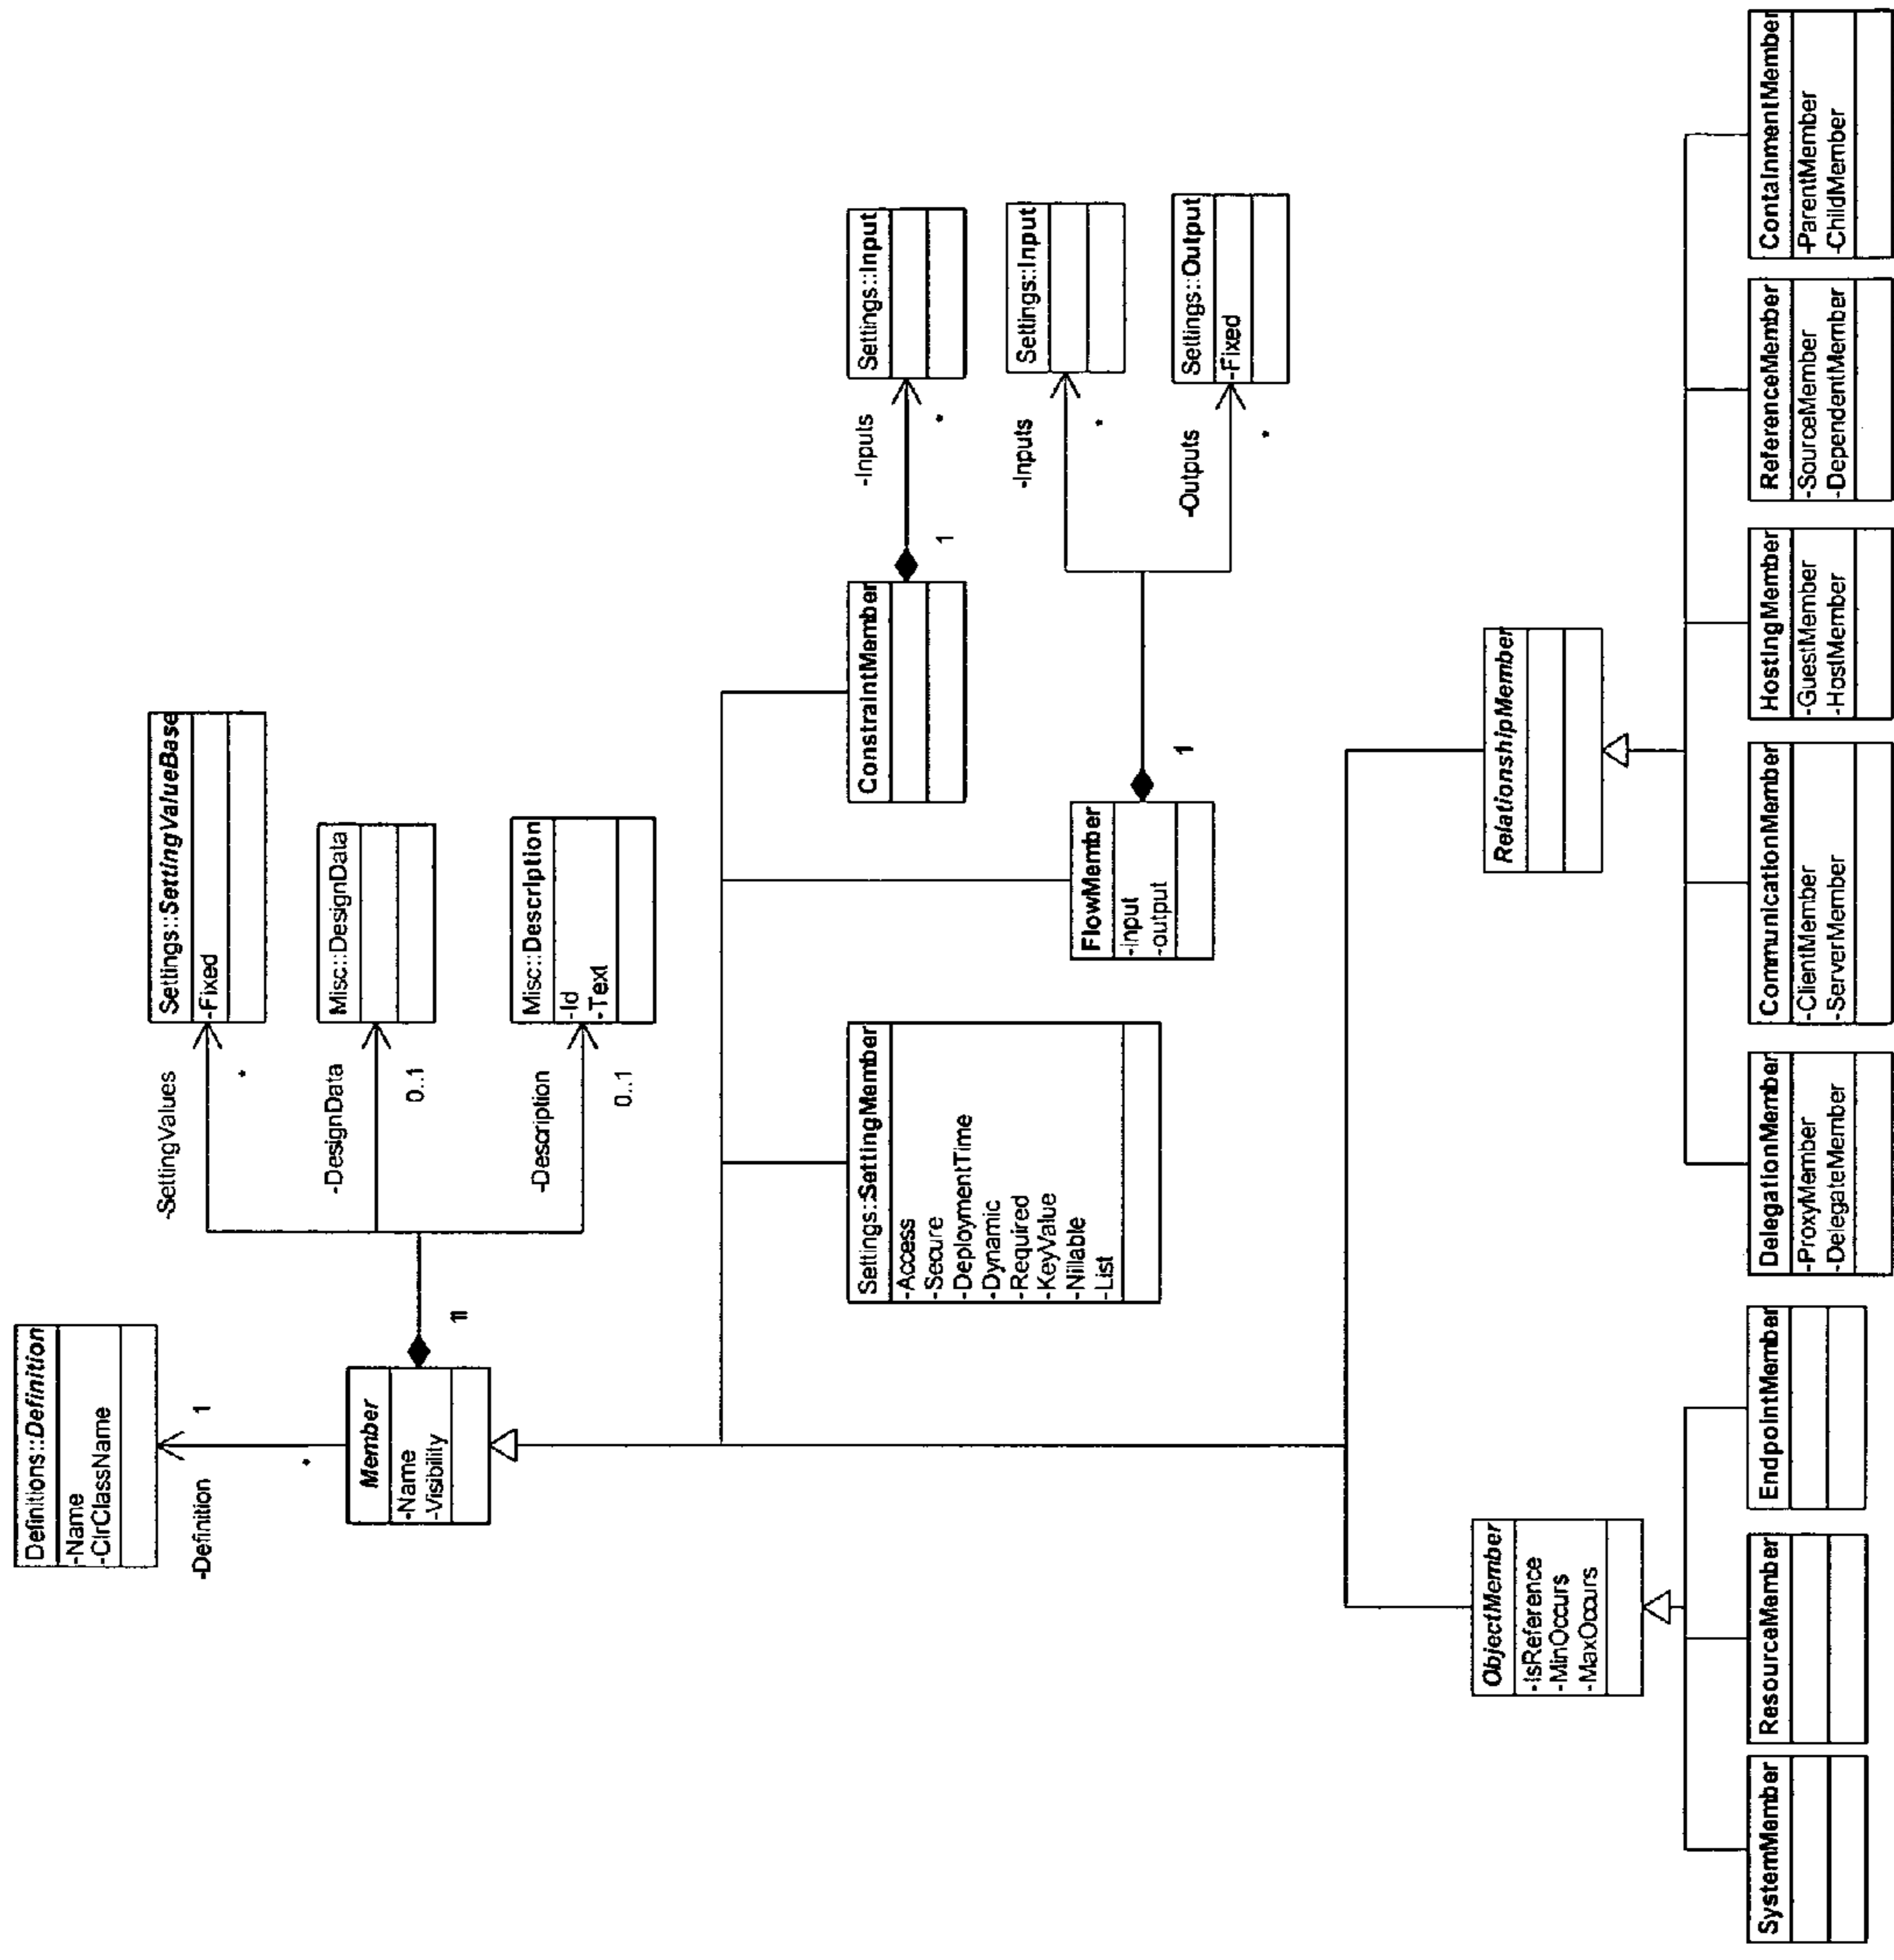 Definitions::Definition
-Name
-ClrClassName
-Definition
1
*
Member
-Name
-Visibility
1
-SettingValues
*
Settings::SettingValueBase
-Fixed
-DesignData
0..1
Misc::DesignData
-Description
0..1
Misc::Description
-Id
-Text
Settings::SettingMember
-Access
-Secure
-DeploymentTime
-Dynamic
-Required
-KeyValue
-Nillable
-List
ConstraintMember
1
-Inputs
*
Settings::Input
FlowMember
-Input
-output
1
-Inputs
*
Settings::Input
-Outputs
*
Settings::Output
-Fixed
ObjectMember
-IsReference
-MinOccurs
-MaxOccurs
RelationshipMember
SystemMember
ResourceMember
EndpointMember
DelegationMember
-ProxyMember
-DelegateMember
CommunicationMember
-ClientMember
-ServerMember
HostingMember
-GuestMember
-HostMember
ReferenceMember
-SourceMember
-DependentMember
ContainmentMember
-ParentMember
-ChildMember